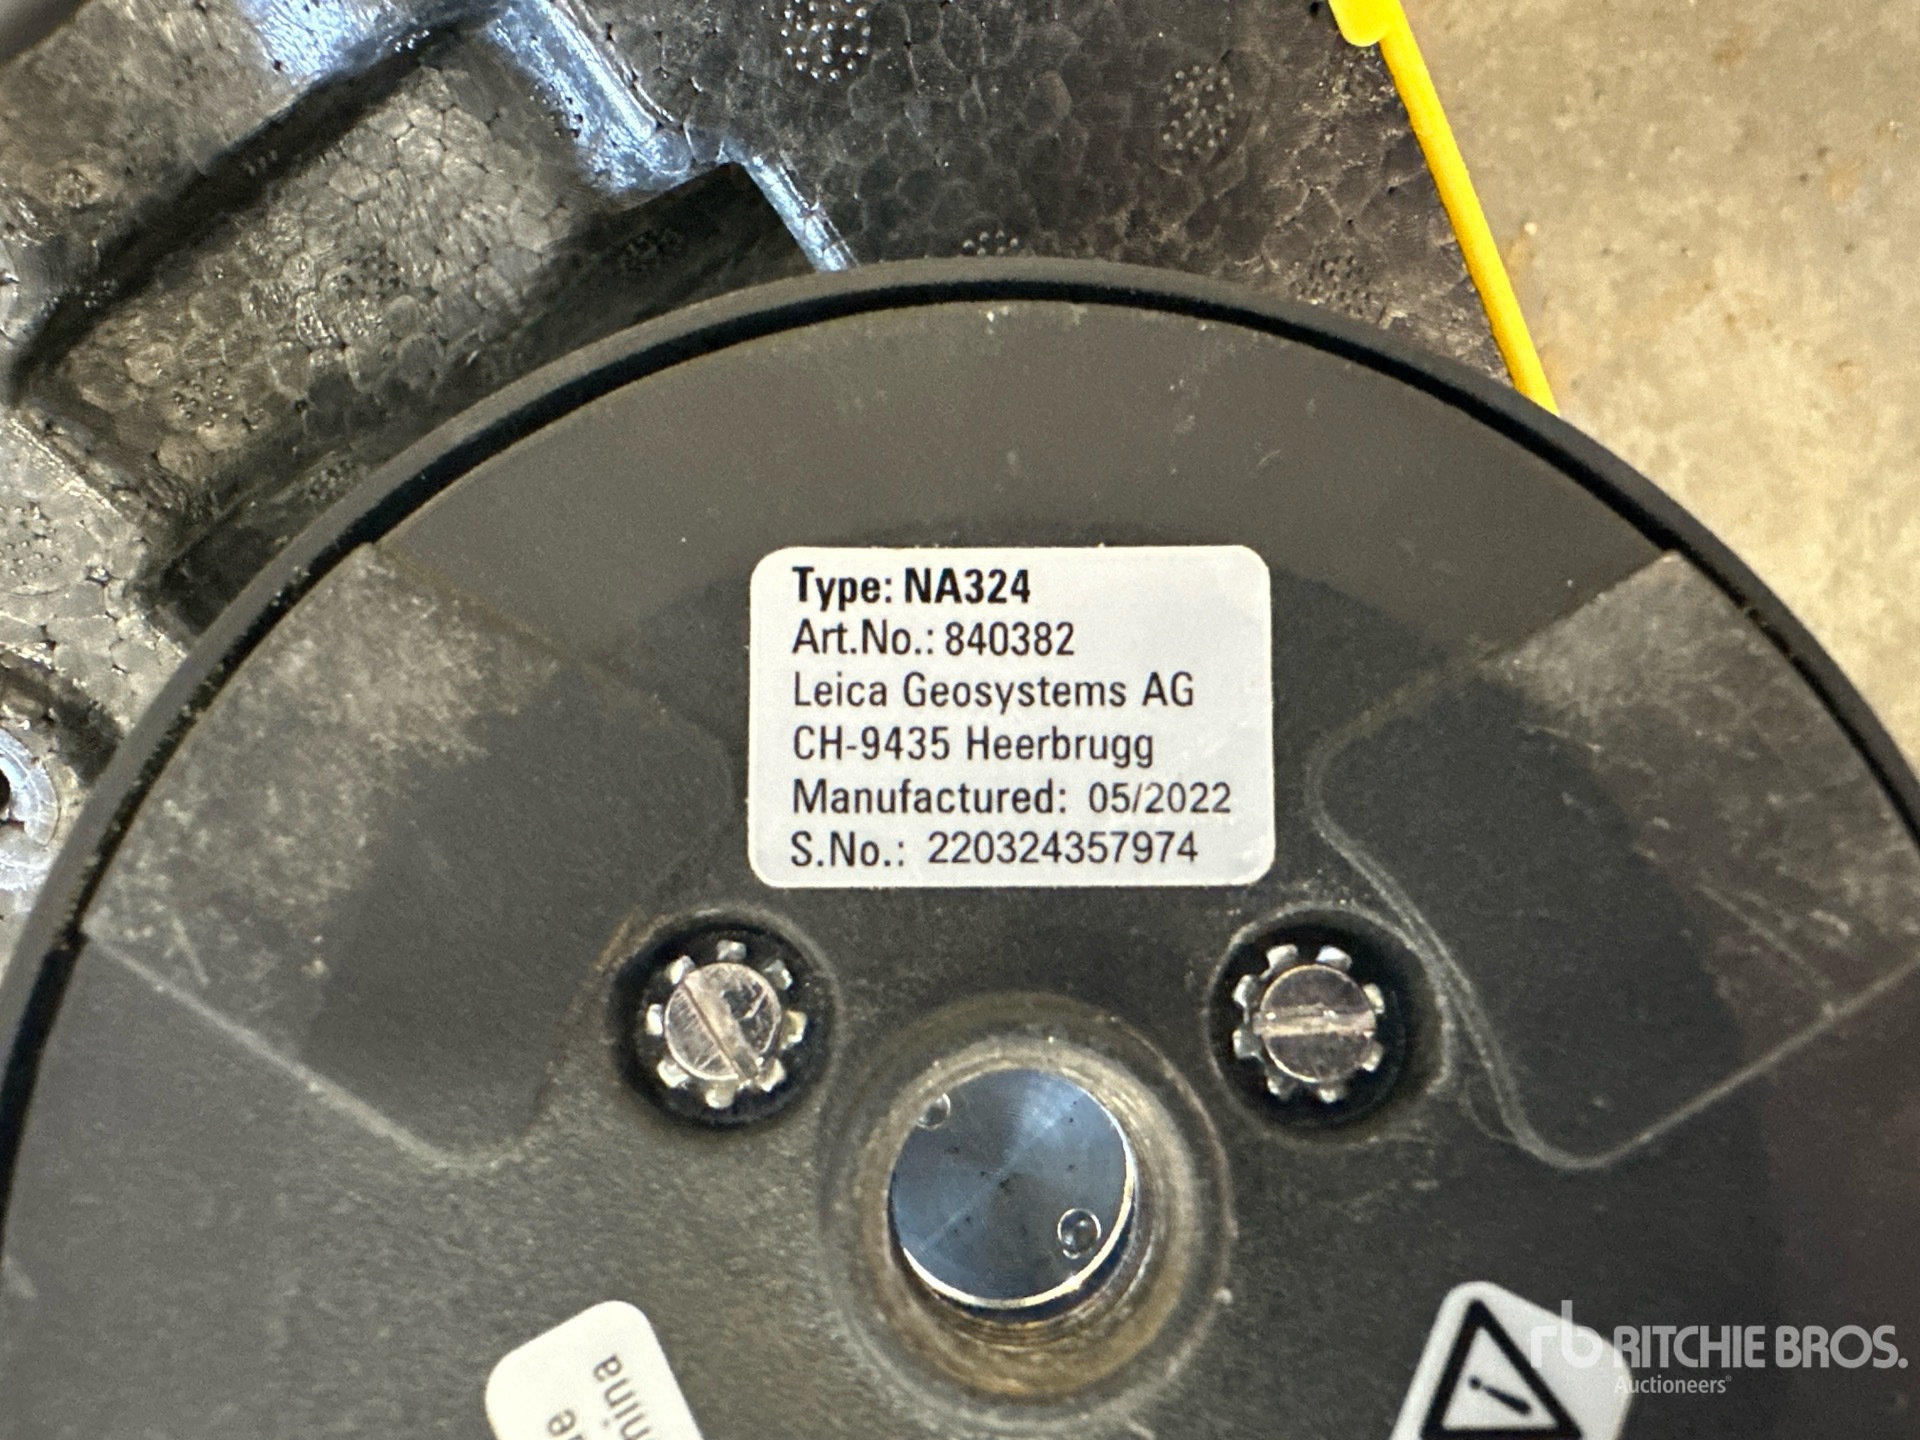 Type: NA324
Art.No.: 840382
Leica Geosystems AG
CH-9435 Heerbrugg
Manufactured: 05/2022
S.No.: 220324357974
rb RITCHIE BROS.
Auctioneers